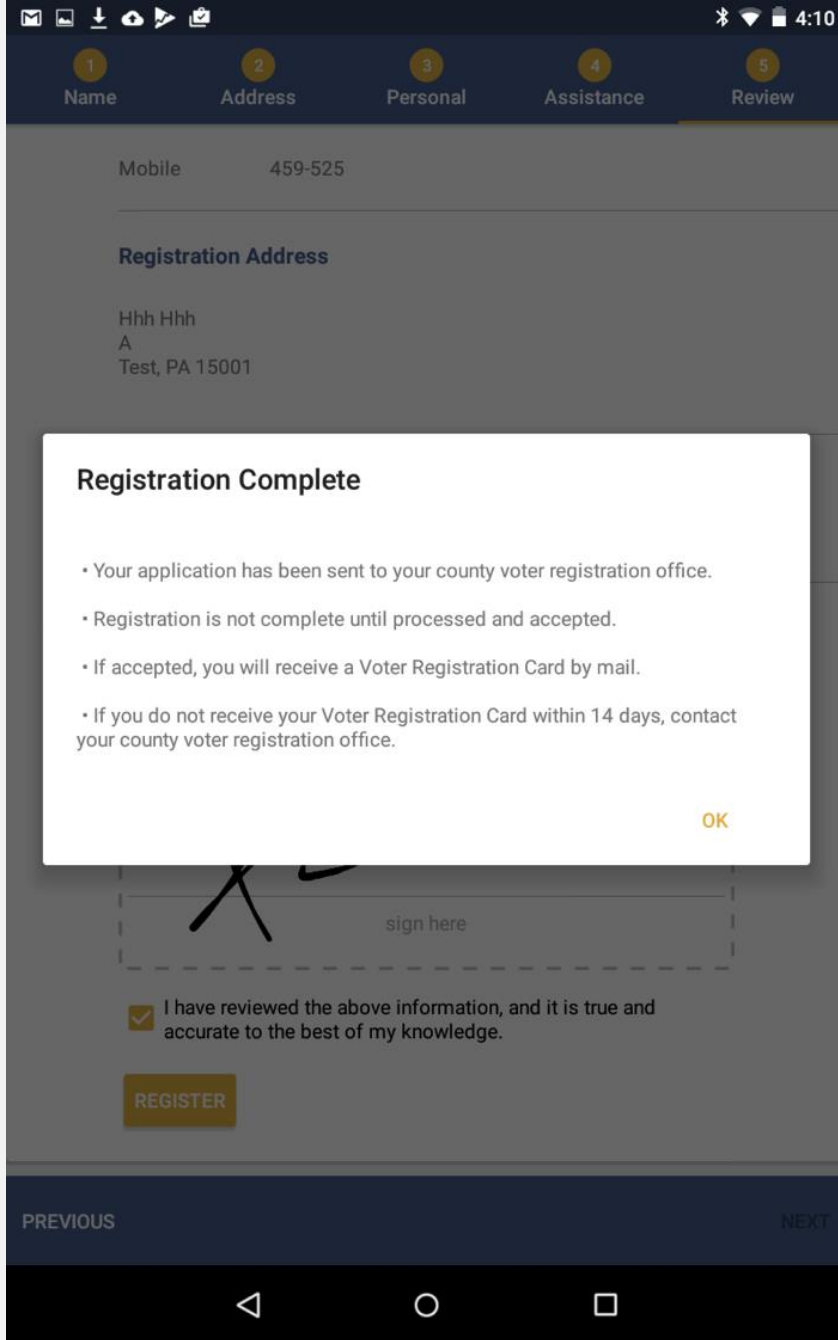 4:10
1 2 3 4 5
Name Address Personal Assistance Review
Mobile 459-525
Registration Address
Hhh Hhh
A
Test, PA 15001
Registration Complete
• Your application has been sent to your county voter registration office.
• Registration is not complete until processed and accepted.
• If accepted, you will receive a Voter Registration Card by mail.
• If you do not receive your Voter Registration Card within 14 days, contact
your county voter registration office.
OK
sign here
I have reviewed the above information, and it is true and
accurate to the best of my knowledge.
REGISTER
PREVIOUS NEXT